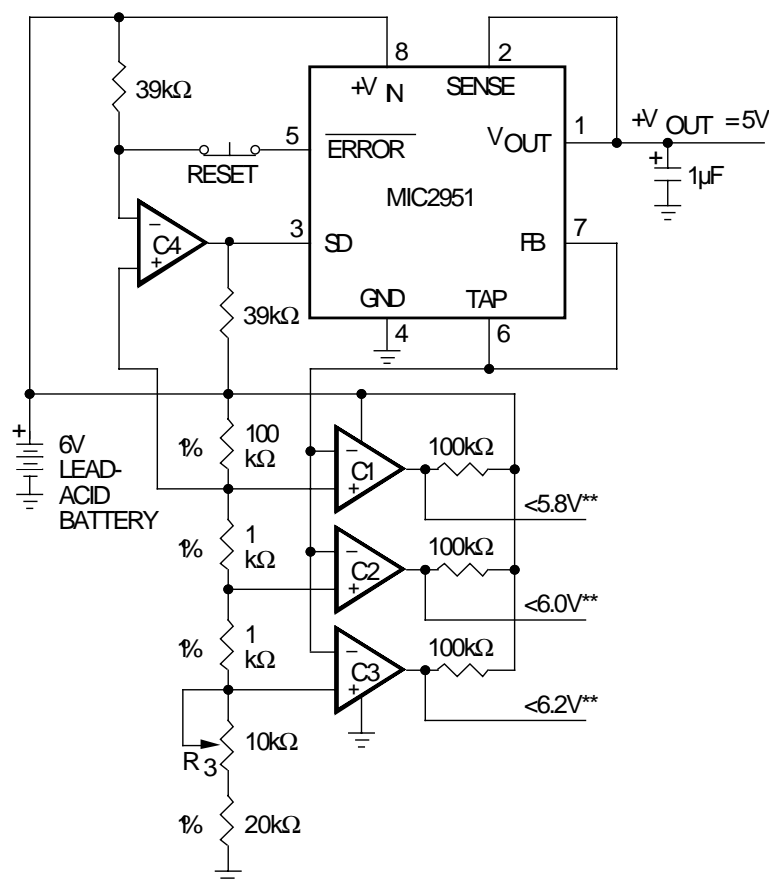 39kΩ
RESET
8
+V IN
2
SENSE
5
ERROR
1
V OUT
+V OUT = 5V
+
1µF
MIC2951
3
SD
7
FB
GND
4
TAP
6
−
C4
+
39kΩ
+
6V
LEAD-
ACID
BATTERY
1%
100
kΩ
−
C1
+
100kΩ
<5.8V**
1%
1
kΩ
−
C2
+
100kΩ
<6.0V**
1%
1
kΩ
−
C3
+
100kΩ
<6.2V**
R3
10kΩ
1%
20kΩ